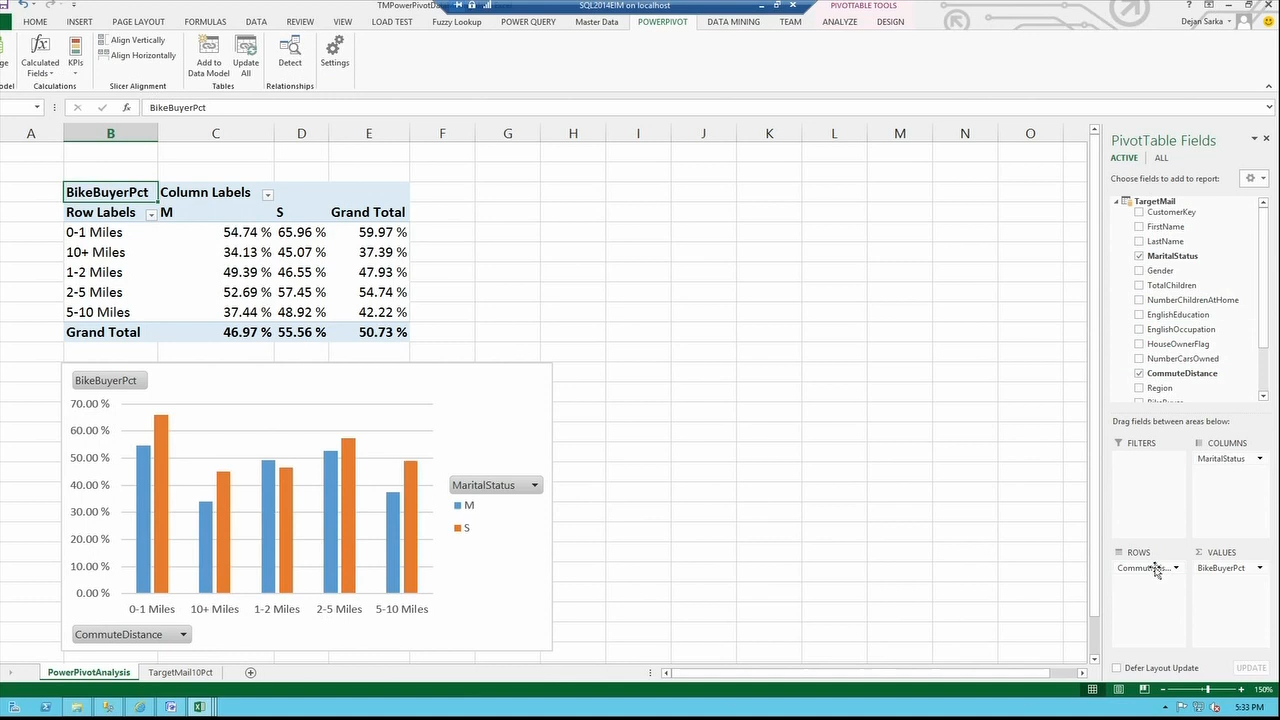 TMPowerPivotData
SQL2014EIM on localhost
PIVOTTABLE TOOLS
HOME INSERT PAGE LAYOUT FORMULAS DATA REVIEW VIEW LOAD TEST Fuzzy Lookup POWER QUERY Master Data POWERPIVOT DATA MINING TEAM ANALYZE DESIGN Dejan Sarka
Calculated Fields
KPIs
Calculations
Align Vertically
Align Horizontally
Slicer Alignment
Add to Data Model
Update All
Tables
Detect
Relationships
Settings
BikeBuyerPct
A B C D E F G H I J K L M N O
BikeBuyerPct Column Labels
Row Labels M S Grand Total
0-1 Miles 54.74 % 65.96 % 59.97 %
10+ Miles 34.13 % 45.07 % 37.39 %
1-2 Miles 49.39 % 46.55 % 47.93 %
2-5 Miles 52.69 % 57.45 % 54.74 %
5-10 Miles 37.44 % 48.92 % 42.22 %
Grand Total 46.97 % 55.56 % 50.73 %
BikeBuyerPct
70.00 %
60.00 %
50.00 %
40.00 %
30.00 %
20.00 %
10.00 %
0.00 %
0-1 Miles 10+ Miles 1-2 Miles 2-5 Miles 5-10 Miles
MaritalStatus
M
S
CommuteDistance
PivotTable Fields
ACTIVE ALL
Choose fields to add to report:
TargetMail
CustomerKey
FirstName
LastName
MaritalStatus
Gender
TotalChildren
NumberChildrenAtHome
EnglishEducation
EnglishOccupation
HouseOwnerFlag
NumberCarsOwned
CommuteDistance
Region
Drag fields between areas below:
FILTERS
COLUMNS
MaritalStatus
ROWS
VALUES
BikeBuyerPct
Defer Layout Update
UPDATE
PowerPivotAnalysis TargetMail10Pct
150%
5:33 PM